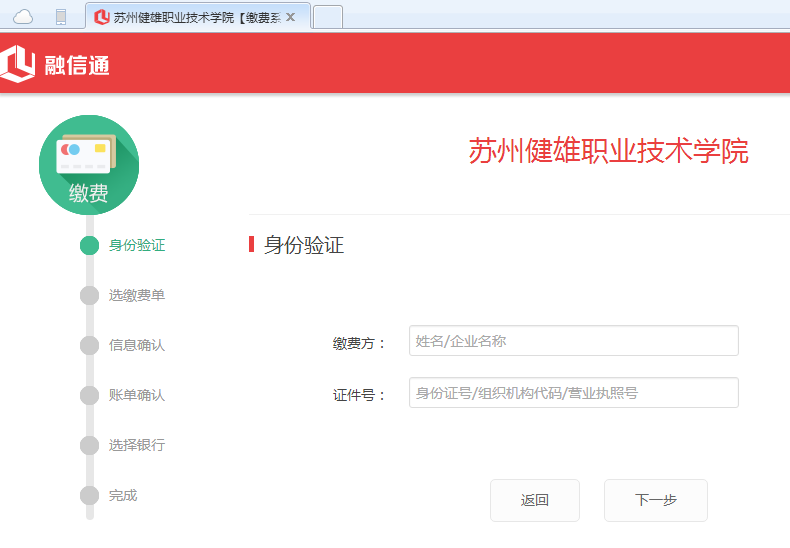 苏州健雄职业技术学院【缴费系
融信通
缴费
苏州健雄职业技术学院
身份验证
身份验证
选缴费单
信息确认
账单确认
选择银行
完成
缴费方：
姓名/企业名称
证件号：
身份证号/组织机构代码/营业执照号
返回
下一步